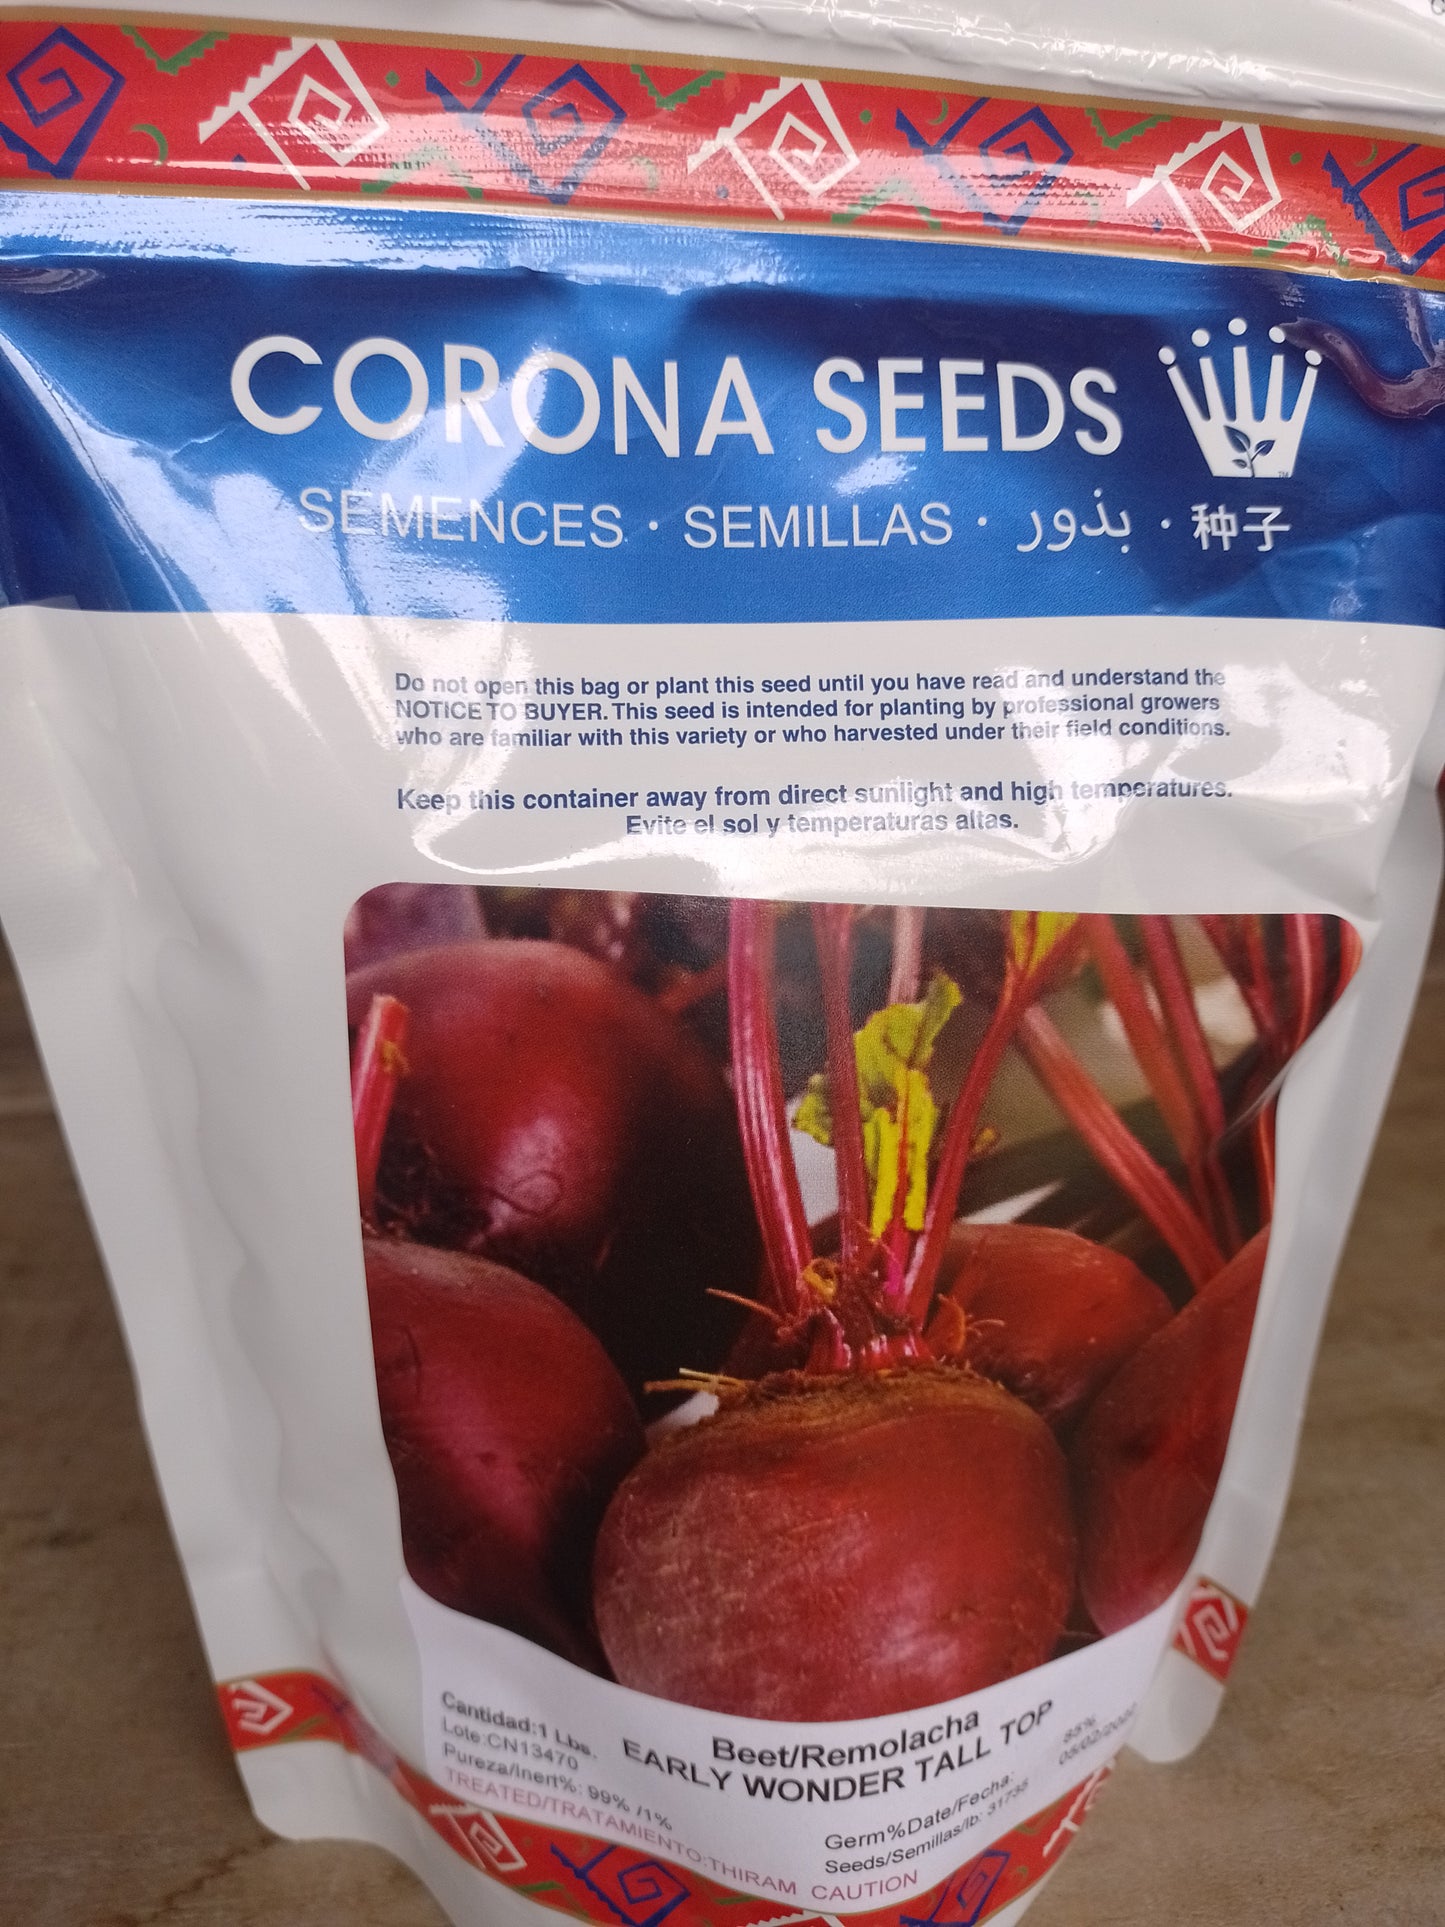 CORONA SEEDS
SEMENCES · SEMILLAS · بذور · 种子
Do not open this bag or plant this seed until you have read and understand the
NOTICE TO BUYER. This seed is intended for planting by professional growers
who are familiar with this variety or who harvested under their field conditions.
Keep this container away from direct sunlight and high temperatures.
Evite el sol y temperaturas altas.
Beet/Remolacha
EARLY WONDER TALL TOP
Cantidad:1 Lbs.
Lote:CN13470
Pureza/Inert%: 99% /1%
TREATED/TRATAMIENTO:THIRAM CAUTION
Germ%Date/Fecha: 85%
Seeds/Semillas/lb: 31735